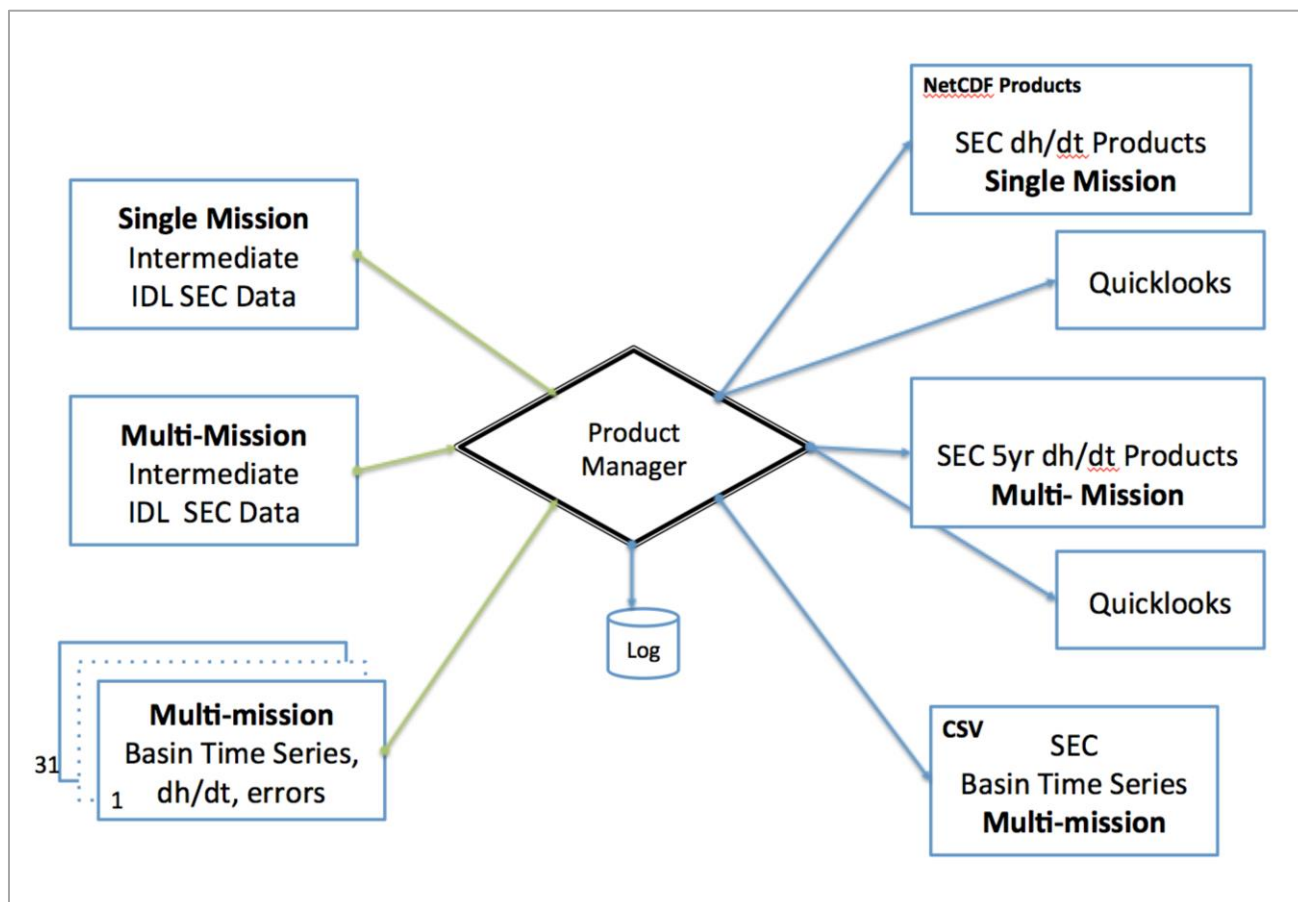 Single Mission
Intermediate
IDL SEC Data
Multi-Mission
Intermediate
IDL SEC Data
Multi-mission
Basin Time Series,
dh/dt, errors
31
1
Product
Manager
Log
NetCDF Products
SEC dh/dt Products
Single Mission
Quicklooks
SEC 5yr dh/dt Products
Multi- Mission
Quicklooks
CSV
SEC
Basin Time Series
Multi-mission